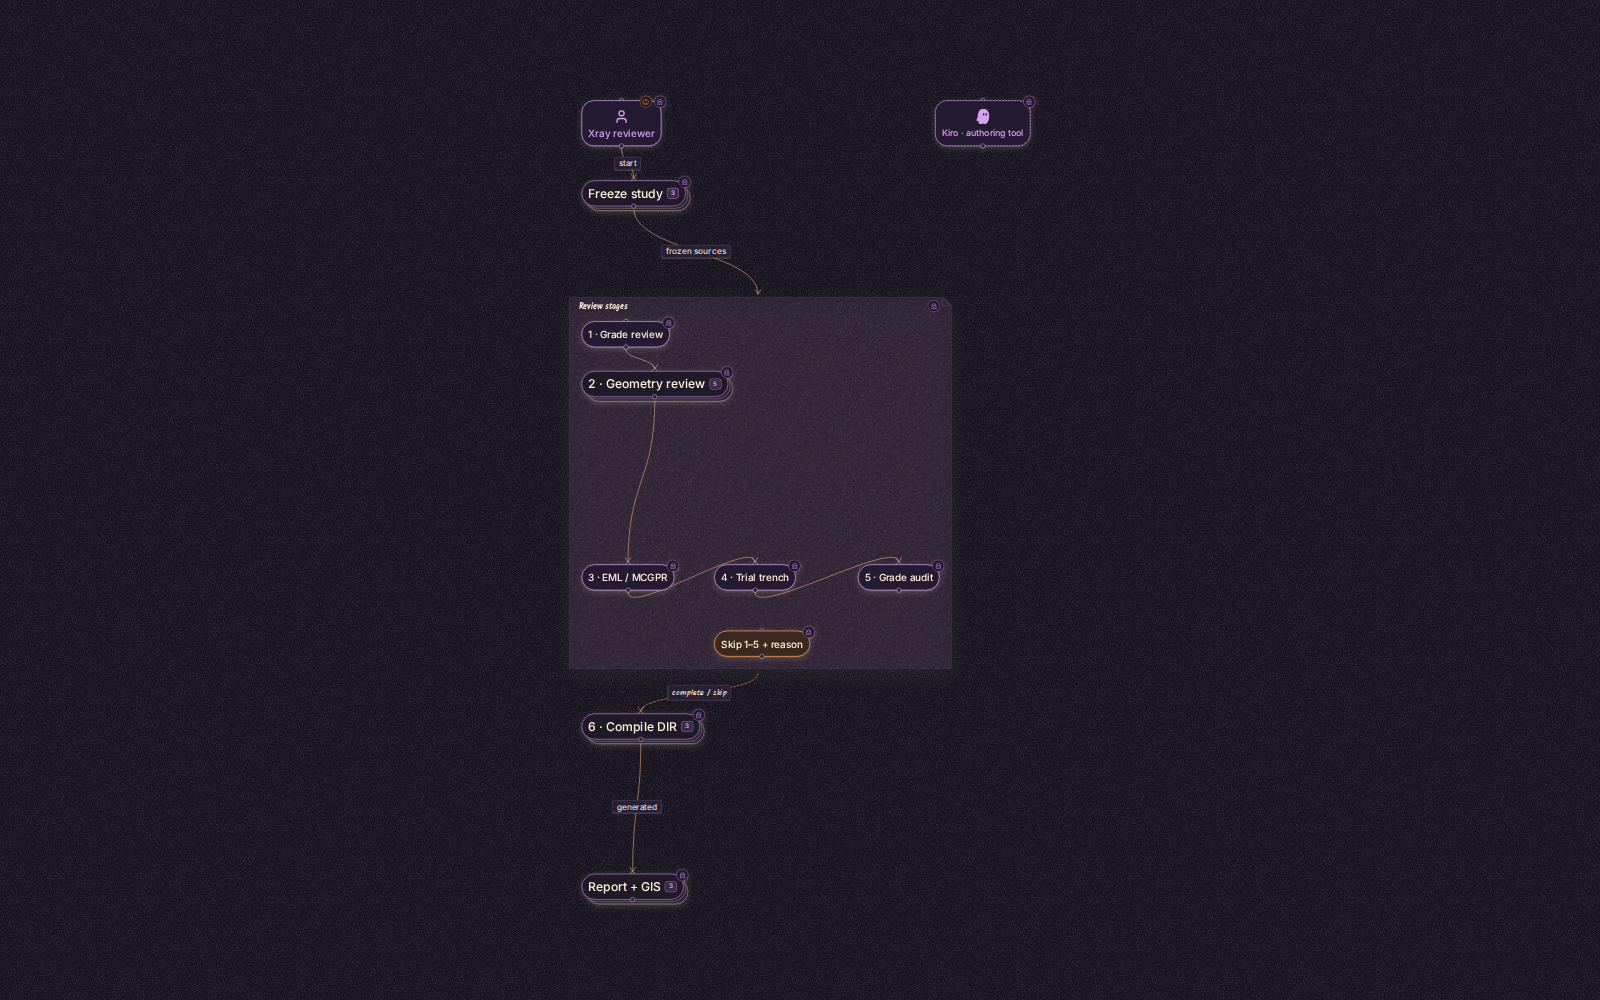 Xray reviewer
Kiro · authoring tool
start
Freeze study 3
frozen sources
Review stages
1 · Grade review
2 · Geometry review 5
3 · EML / MCGPR
4 · Trial trench
5 · Grade audit
Skip 1–5 + reason
complete / skip
6 · Compile DIR 3
generated
Report + GIS 3